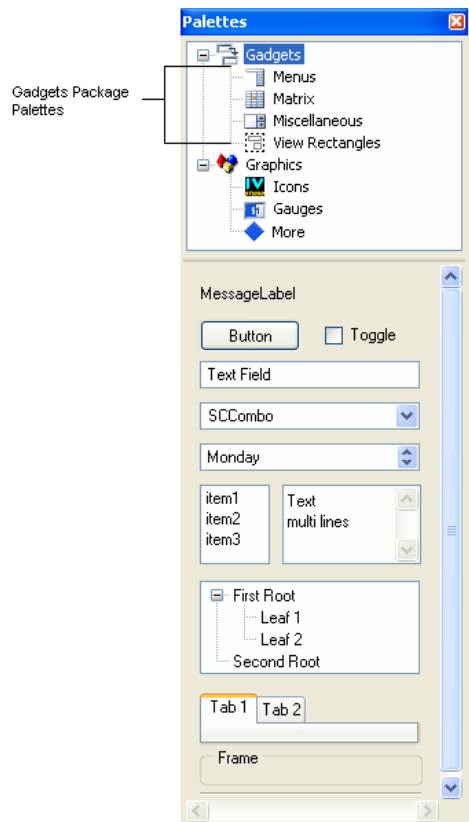 Palettes
Gadgets
Menus
Matrix
Miscellaneous
View Rectangles
Graphics
Icons
Gauges
More
Gadgets Package
Palettes
MessageLabel
Button
Toggle
Text Field
SCCombo
Monday
item1
item2
item3
Text
multi lines
First Root
Leaf 1
Leaf 2
Second Root
Tab 1
Tab 2
Frame